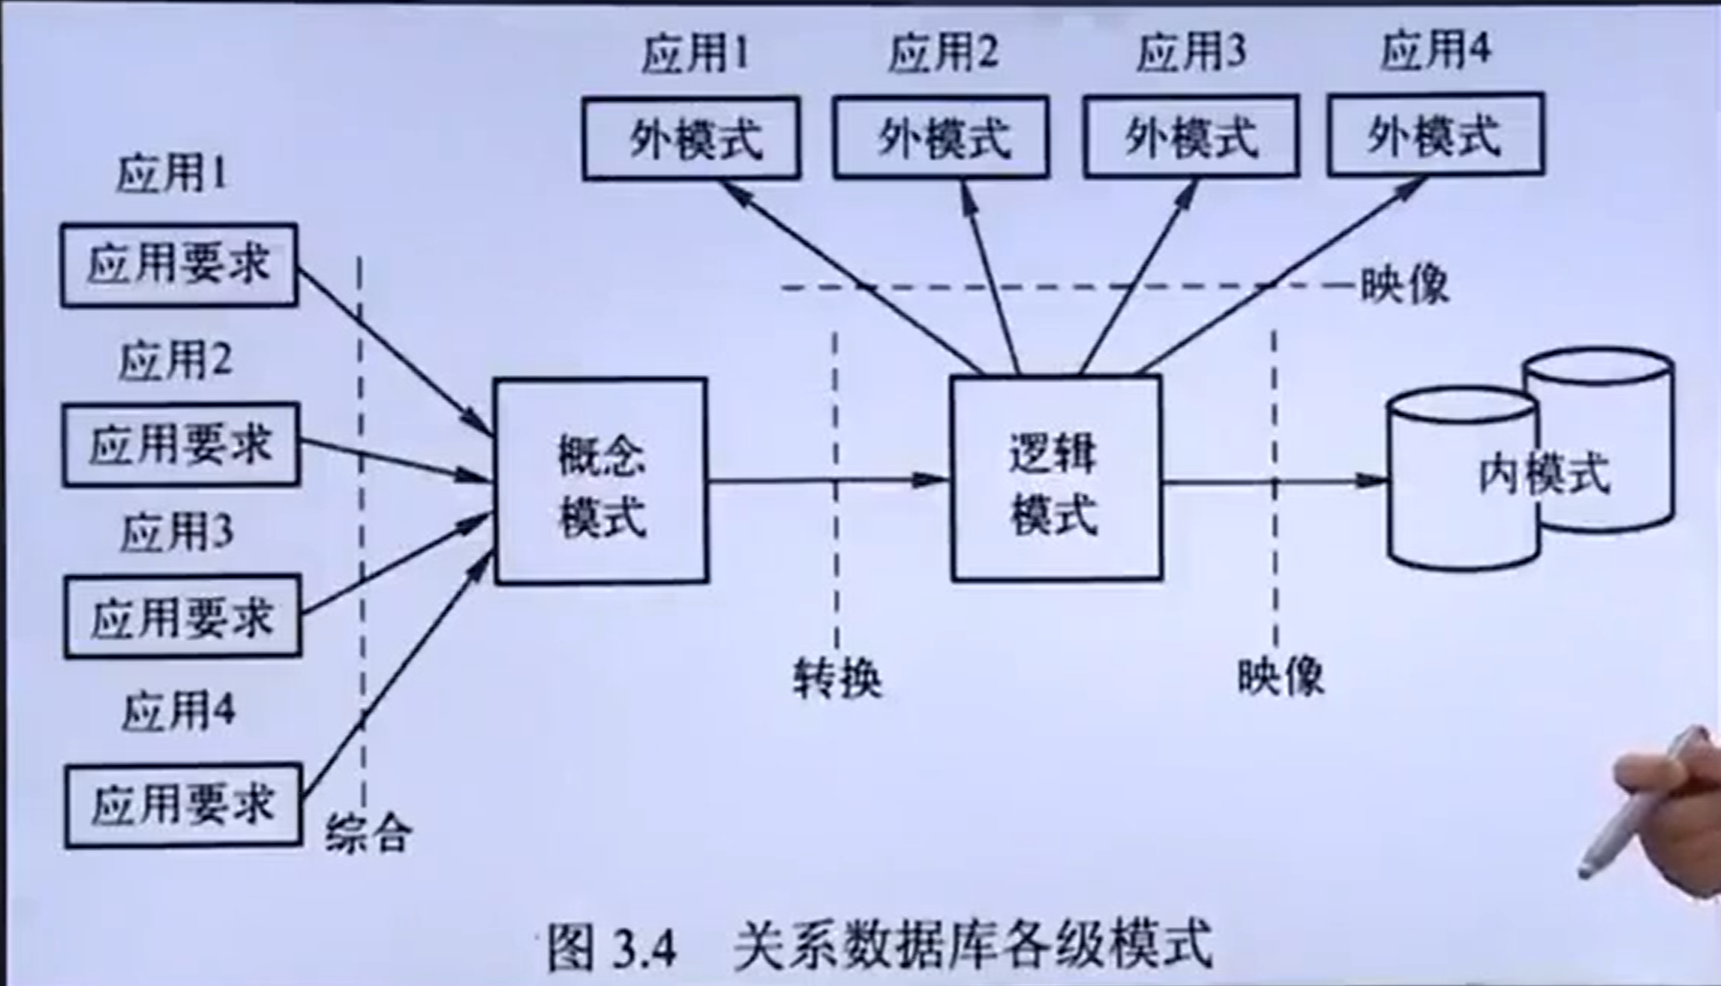 应用1 应用2 应用3 应用4
外模式 外模式 外模式 外模式
应用1
应用要求
应用2
应用要求
应用3
应用要求
应用4
应用要求
综合
概念
模式
转换
逻辑
模式
映像
映像
内模式
图 3.4 关系数据库各级模式